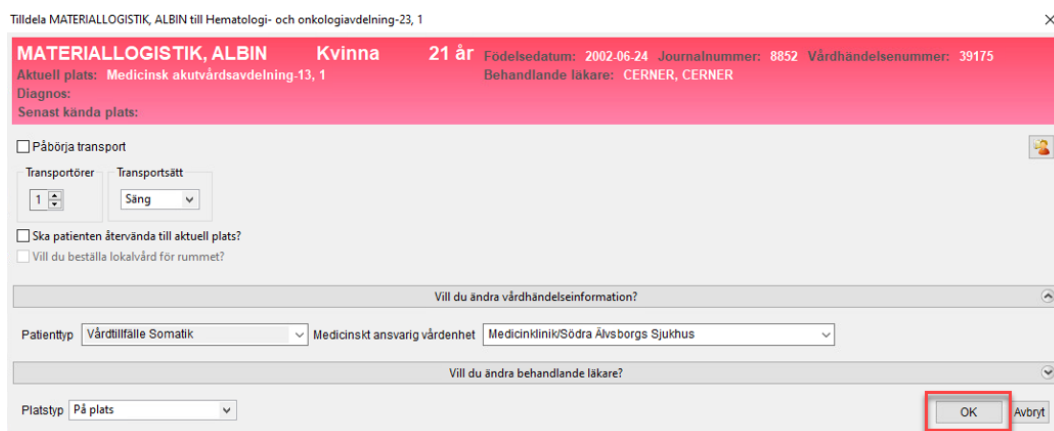 Tilldela MATERIALLOGISTIK, ALBIN till Hematologi- och onkologiavdelning-23, 1
MATERIALLOGISTIK, ALBIN Kvinna 21 år Födelsedatum: 2002-06-24 Journalnummer: 8852 Vårdhändelsenummer: 39175
Aktuell plats: Medicinsk akutvårdsavdelning-13, 1 Behandlande läkare: CERNER, CERNER
Diagnos:
Senast kända plats:
Påbörja transport
Transportörer Transportsätt
1 Säng
Ska patienten återvända till aktuell plats?
Vill du beställa lokalvård för rummet?
Vill du ändra vårdhändelseinformation?
Patienttyp Vårdtillfälle Somatik Medicinskt ansvarig vårdenhet Medicinklinik/Södra Älvsborgs Sjukhus
Vill du ändra behandlande läkare?
Platstyp På plats OK Avbryt